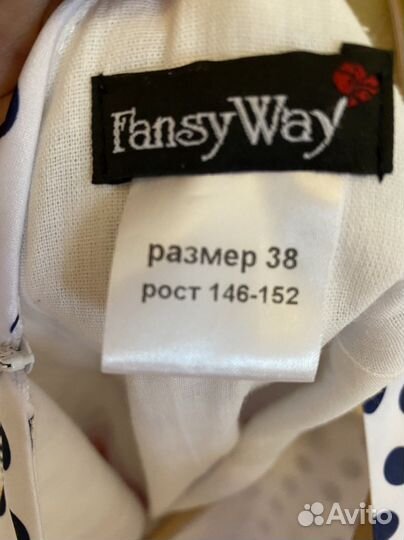 FansyWay
размер 38
рост 146-152
Avito